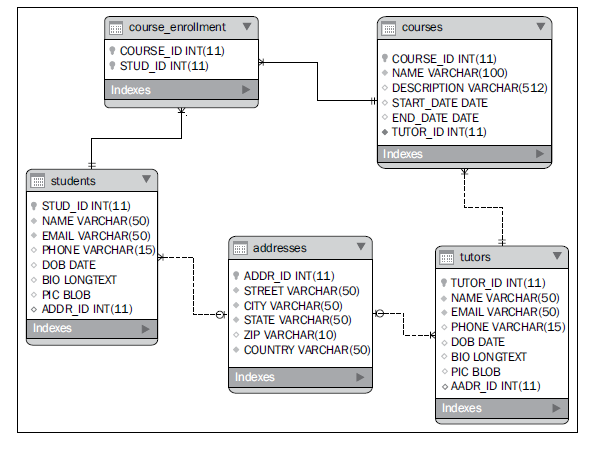 course_enrollment
COURSE_ID INT(11)
STUD_ID INT(11)
Indexes
courses
COURSE_ID INT(11)
NAME VARCHAR(100)
DESCRIPTION VARCHAR(512)
START_DATE DATE
END_DATE DATE
TUTOR_ID INT(11)
Indexes
students
STUD_ID INT(11)
NAME VARCHAR(50)
EMAIL VARCHAR(50)
PHONE VARCHAR(15)
DOB DATE
BIO LONGTEXT
PIC BLOB
ADDR_ID INT(11)
Indexes
addresses
ADDR_ID INT(11)
STREET VARCHAR(50)
CITY VARCHAR(50)
STATE VARCHAR(50)
ZIP VARCHAR(10)
COUNTRY VARCHAR(50)
Indexes
tutors
TUTOR_ID INT(11)
NAME VARCHAR(50)
EMAIL VARCHAR(50)
PHONE VARCHAR(15)
DOB DATE
BIO LONGTEXT
PIC BLOB
AADR_ID INT(11)
Indexes